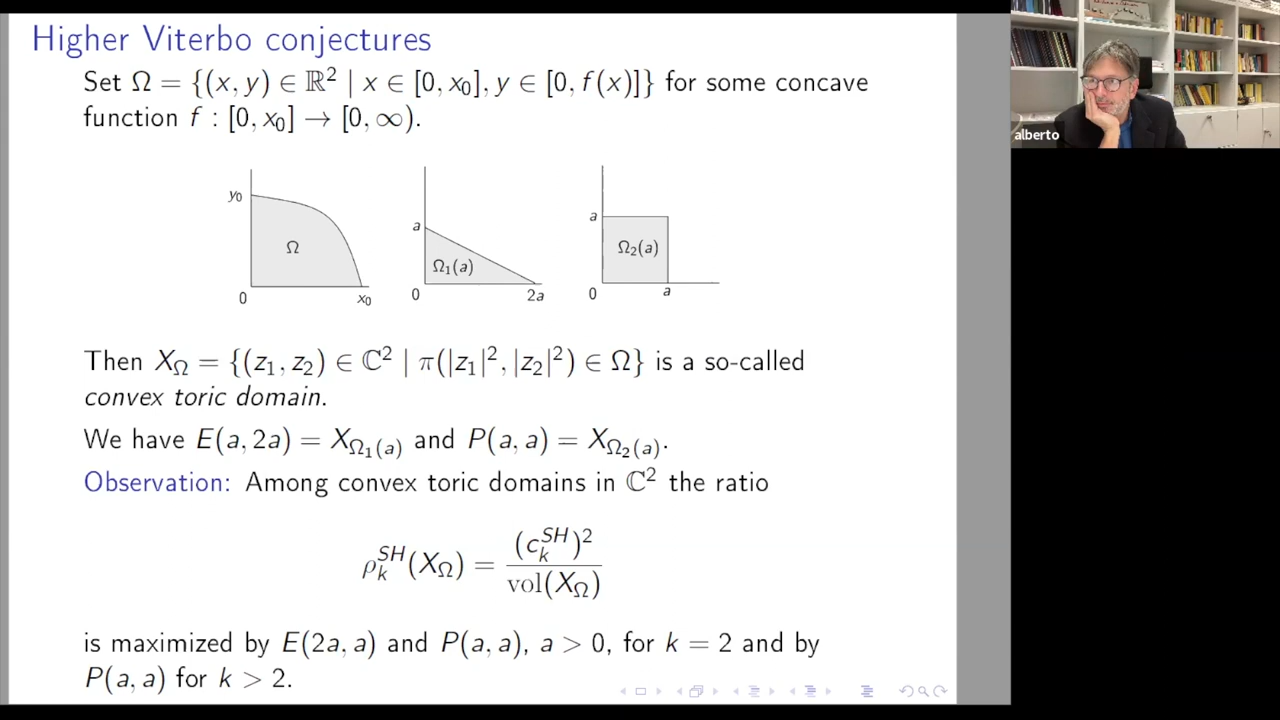 Higher Viterbo conjectures
Set Ω = {(x, y) ∈ ℝ² | x ∈ [0, x₀], y ∈ [0, f(x)]} for some concave
function f : [0, x₀] → [0, ∞).
y₀
Ω
0
x₀
a
Ω₁(a)
0
2a
a
Ω₂(a)
0
a
Then X_Ω = {(z₁, z₂) ∈ ℂ² | π(|z₁|², |z₂|²) ∈ Ω} is a so-called
convex toric domain.
We have E(a, 2a) = X_{Ω₁(a)} and P(a, a) = X_{Ω₂(a)}.
Observation: Among convex toric domains in ℂ² the ratio
ρ_k^{SH}(X_Ω) = (c_k^{SH})² / vol(X_Ω)
is maximized by E(2a, a) and P(a, a), a > 0, for k = 2 and by
P(a, a) for k > 2.
alberto